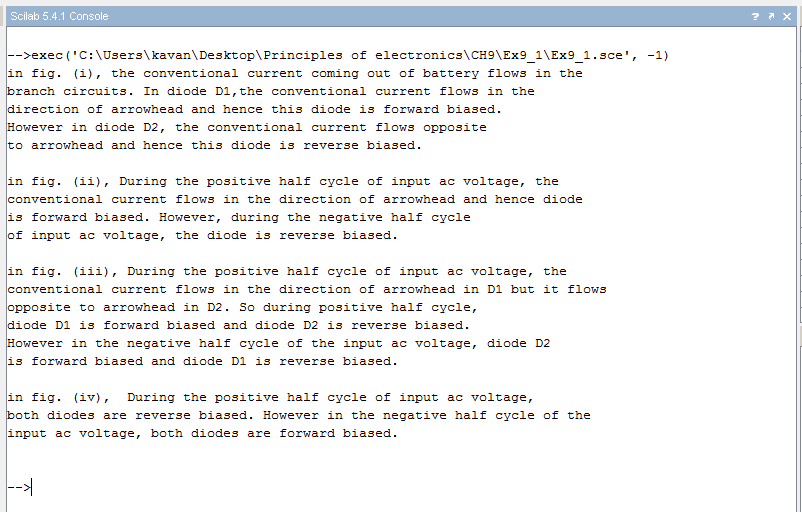 Scilab 5.4.1 Console
-->exec('C:\Users\kavan\Desktop\Principles of electronics\CH9\Ex9_1\Ex9_1.sce', -1)
in fig. (i), the conventional current coming out of battery flows in the
branch circuits. In diode D1,the conventional current flows in the
direction of arrowhead and hence this diode is forward biased.
However in diode D2, the conventional current flows opposite
to arrowhead and hence this diode is reverse biased.
in fig. (ii), During the positive half cycle of input ac voltage, the
conventional current flows in the direction of arrowhead and hence diode
is forward biased. However, during the negative half cycle
of input ac voltage, the diode is reverse biased.
in fig. (iii), During the positive half cycle of input ac voltage, the
conventional current flows in the direction of arrowhead in D1 but it flows
opposite to arrowhead in D2. So during positive half cycle,
diode D1 is forward biased and diode D2 is reverse biased.
However in the negative half cycle of the input ac voltage, diode D2
is forward biased and diode D1 is reverse biased.
in fig. (iv),  During the positive half cycle of input ac voltage,
both diodes are reverse biased. However in the negative half cycle of the
input ac voltage, both diodes are forward biased.
-->